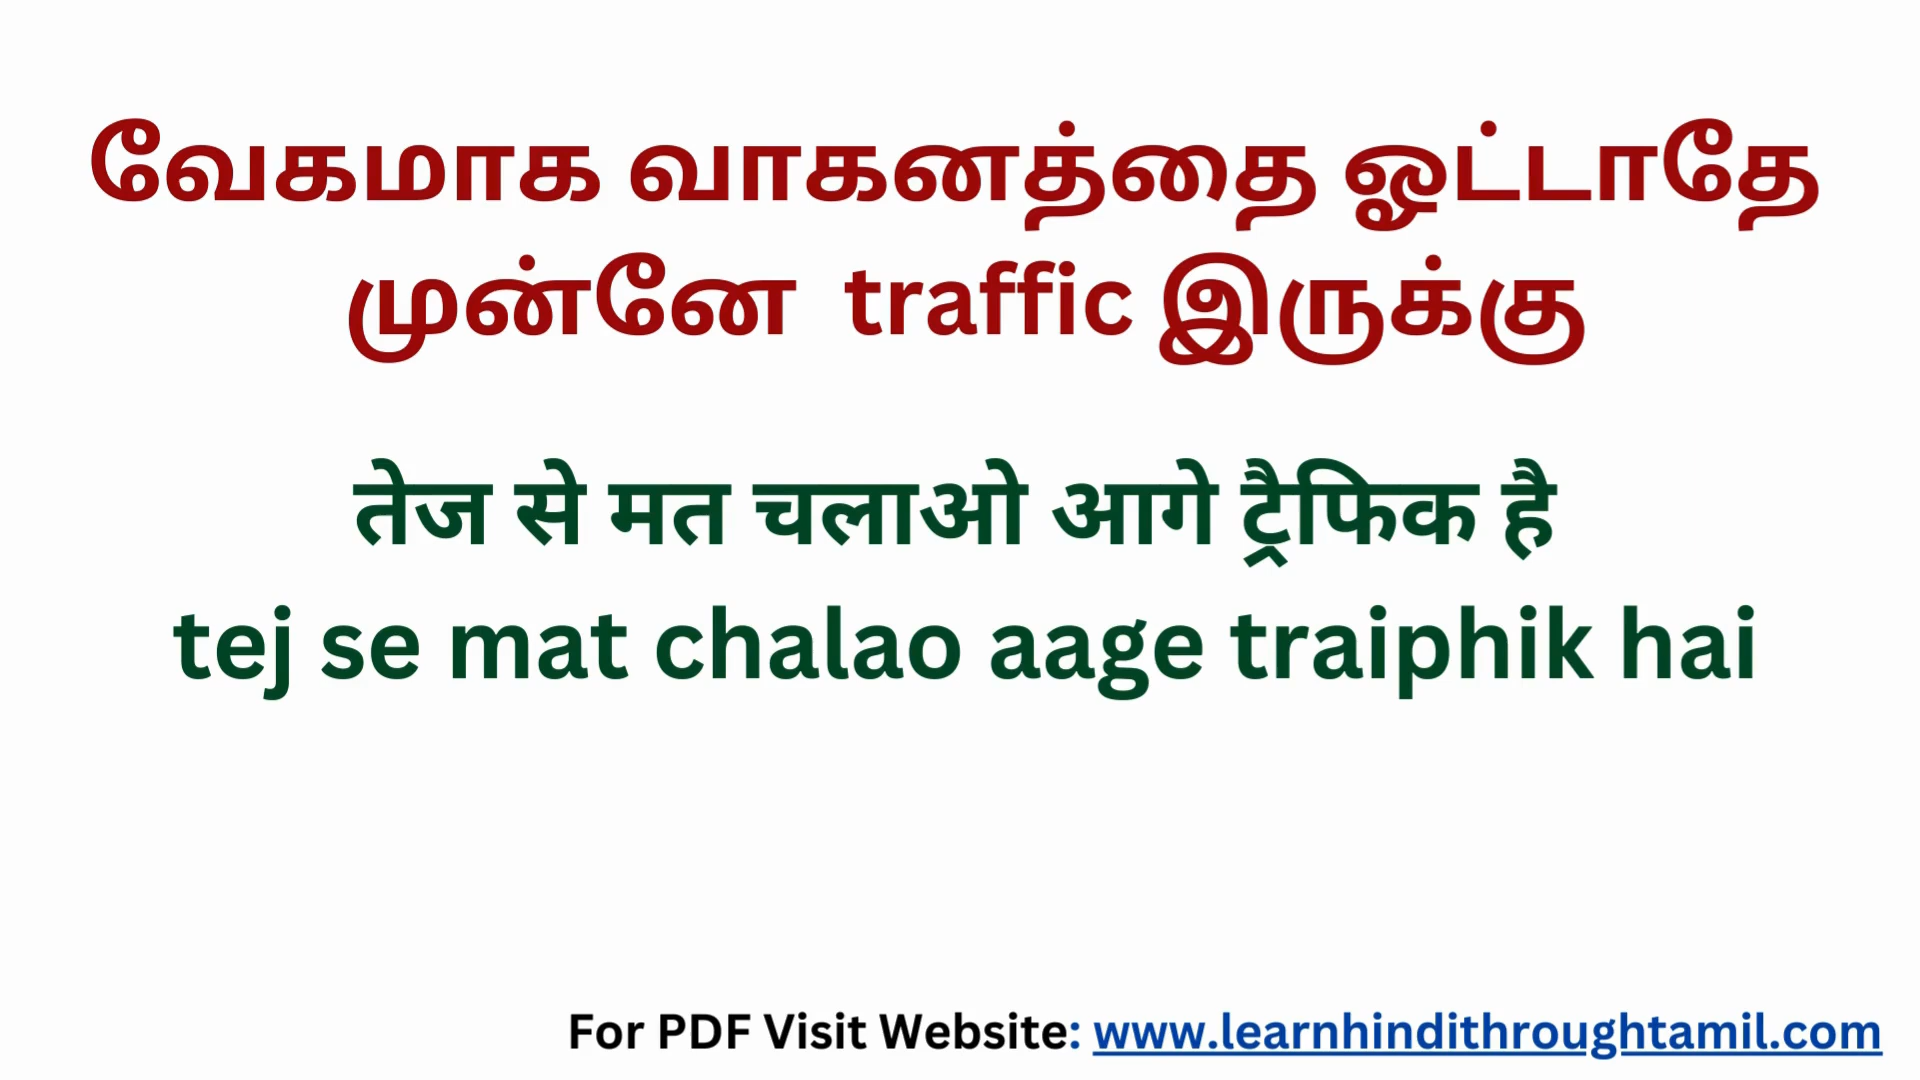 வேகமாக வாகனத்தை ஓட்டாதே
முன்னே traffic இருக்கு
तेज से मत चलाओ आगे ट्रैफिक है
tej se mat chalao aage traiphik hai
For PDF Visit Website: www.learnhindithroughtamil.com